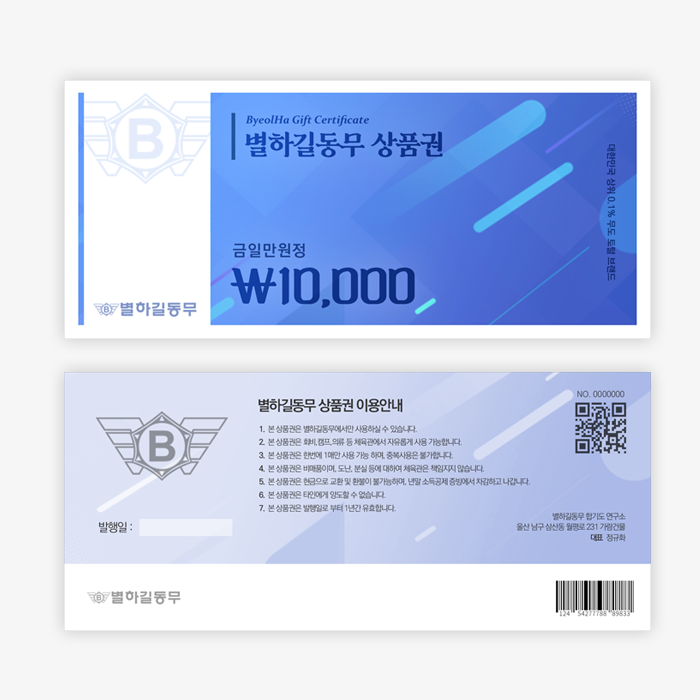 B
ByeolHa Gift Certificate
별하길동무 상품권
대한민국 상위 0.1% 무도 토털 브랜드
금일만원정
₩10,000
B 별하길동무
별하길동무 상품권 이용안내
NO. 0000000
1. 본 상품권은 별하길동무에서만 사용하실 수 있습니다.
2. 본 상품권은 회비,캠프,의류 등 체육관에서 자유롭게 사용 가능합니다.
3. 본 상품권은 한번에 1매만 사용 가능 하며, 중복사용은 불가합니다.
4. 본 상품권은 비매품이며, 도난, 분실 등에 대하여 체육관은 책임지지 않습니다.
5. 본 상품권은 현금으로 교환 및 환불이 불가능하며, 년말 소득공제 증빙에서 자감하고 나갑니다.
6. 본 상품권은 타인에게 양도할 수 없습니다.
7. 본 상품권은 발행일로 부터 1년간 유효합니다.
B
발행일 :
별하길동무 합기도 연구소
울산 남구 삼산동 월평로 231 가람건물
대표 정규화
B 별하길동무
124 54277788 89833